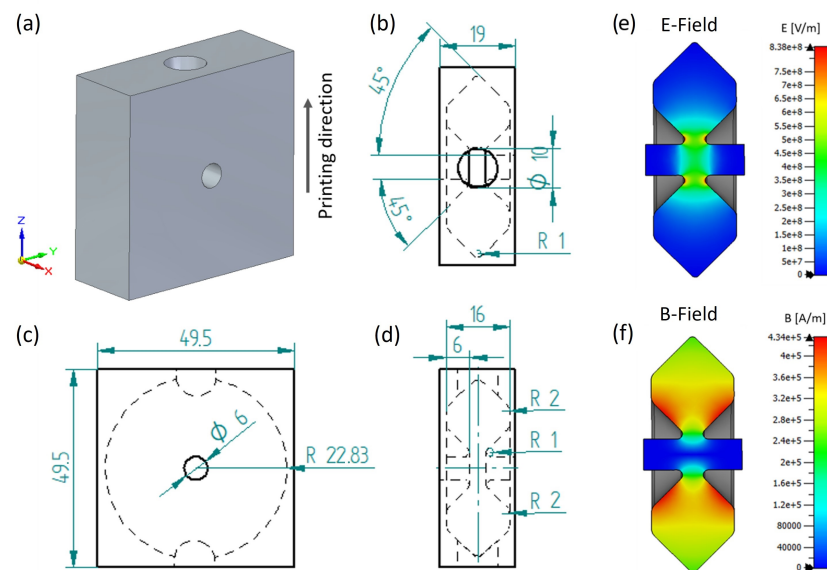 (a)
Printing direction
Z
Y
X
(b)
19
45°
45°
ϕ 10
R 1
(c)
49.5
49.5
ϕ 6
R 22.83
(d)
16
6
R 2
R 1
R 2
(e)
E-Field
E [V/m]
8.38e+8
7.5e+8
7e+8
6.5e+8
6e+8
5.5e+8
5e+8
4.5e+8
4e+8
3.5e+8
3e+8
2.5e+8
2e+8
1.5e+8
1e+8
5e+7
0
(f)
B-Field
B [A/m]
4.34e+5
4e+5
3.6e+5
3.2e+5
2.8e+5
2.4e+5
2e+5
1.6e+5
1.2e+5
80000
40000
0